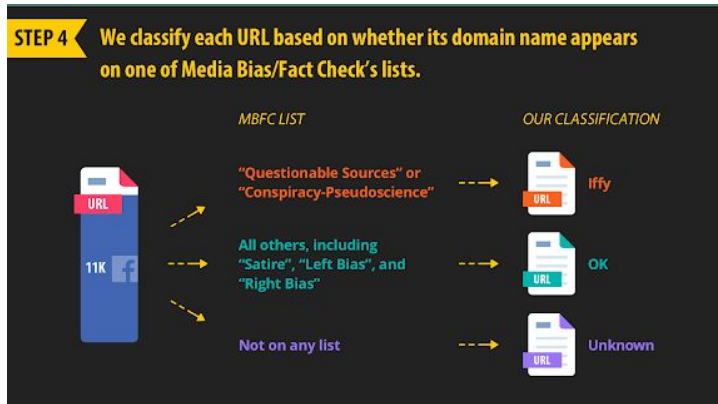 STEP 4
We classify each URL based on whether its domain name appears
on one of Media Bias/Fact Check's lists.
MBFC LIST
OUR CLASSIFICATION
URL
11K
f
"Questionable Sources" or
"Conspiracy-Pseudoscience"
URL
Iffy
All others, including
"Satire", "Left Bias", and
"Right Bias"
URL
OK
Not on any list
URL
Unknown